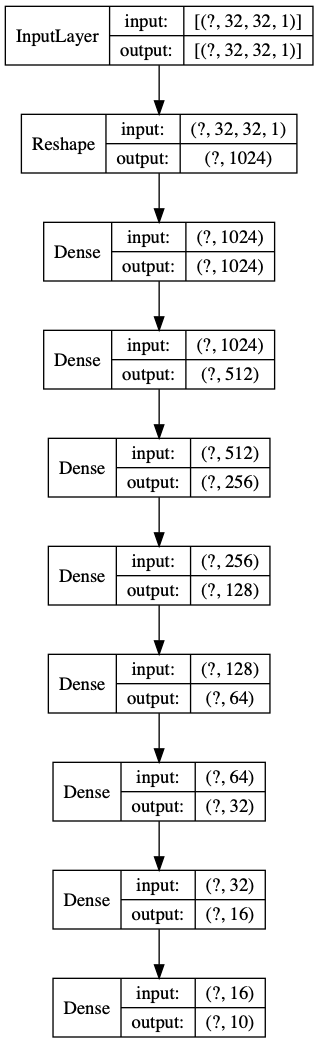 InputLayer
input: [(?, 32, 32, 1)]
output: [(?, 32, 32, 1)]
Reshape
input: (?, 32, 32, 1)
output: (?, 1024)
Dense
input: (?, 1024)
output: (?, 1024)
Dense
input: (?, 1024)
output: (?, 512)
Dense
input: (?, 512)
output: (?, 256)
Dense
input: (?, 256)
output: (?, 128)
Dense
input: (?, 128)
output: (?, 64)
Dense
input: (?, 64)
output: (?, 32)
Dense
input: (?, 32)
output: (?, 16)
Dense
input: (?, 16)
output: (?, 10)